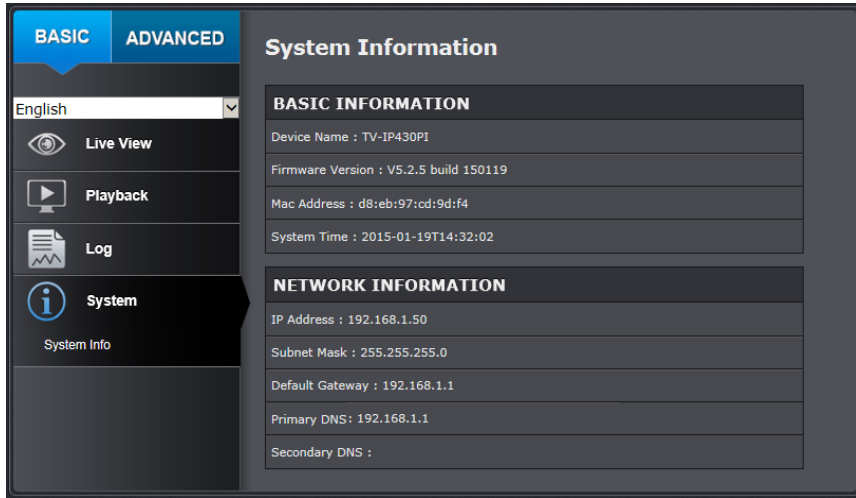 BASIC
ADVANCED
English
Live View
Playback
Log
System
System Info
System Information
BASIC INFORMATION
Device Name : TV-IP430PI
Firmware Version : V5.2.5 build 150119
Mac Address : d8:eb:97:cd:9d:f4
System Time : 2015-01-19T14:32:02
NETWORK INFORMATION
IP Address : 192.168.1.50
Subnet Mask : 255.255.255.0
Default Gateway : 192.168.1.1
Primary DNS: 192.168.1.1
Secondary DNS :